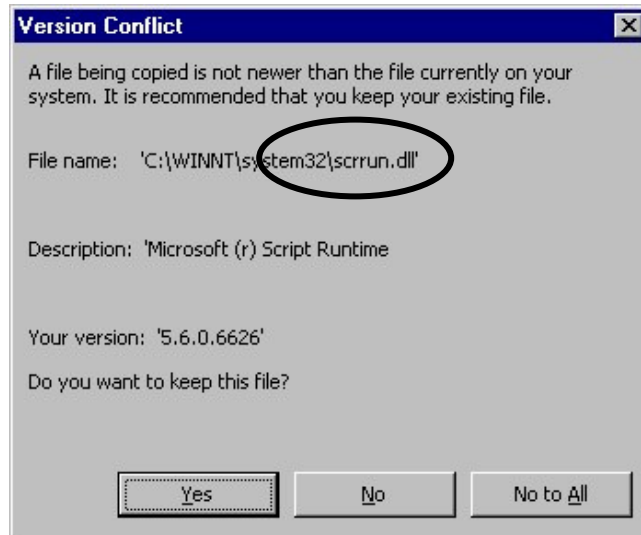 Version Conflict
A file being copied is not newer than the file currently on your
system. It is recommended that you keep your existing file.
File name: 'C:\WINNT\system32\scrrun.dll'
Description: 'Microsoft (r) Script Runtime
Your version: '5.6.0.6626'
Do you want to keep this file?
Yes No No to All